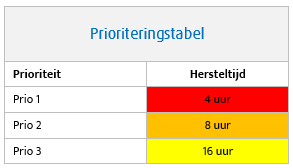 Prioriteringstabel
Prioriteit Hersteltijd
Prio 1 4 uur
Prio 2 8 uur
Prio 3 16 uur